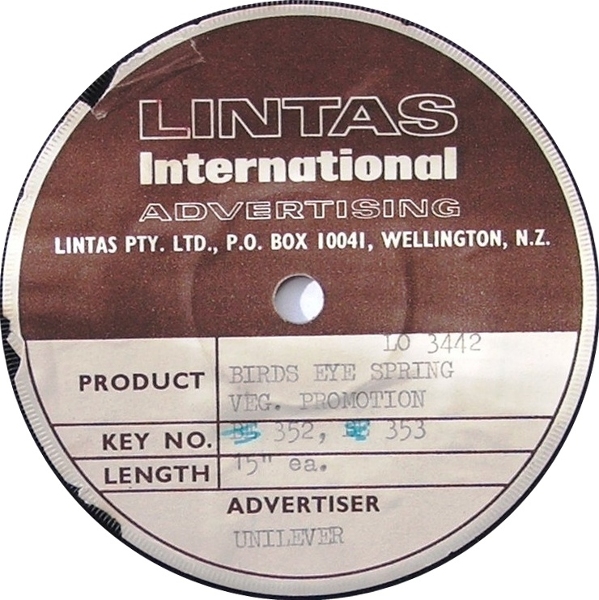 LINTAS
International
ADVERTISING
LINTAS PTY. LTD., P.O. BOX 10041, WELLINGTON, N.Z.
LO 3442
PRODUCT BIRDS EYE SPRING
VEG. PROMOTION
KEY NO. 352, 353
LENGTH 15" ea.
ADVERTISER
UNILEVER